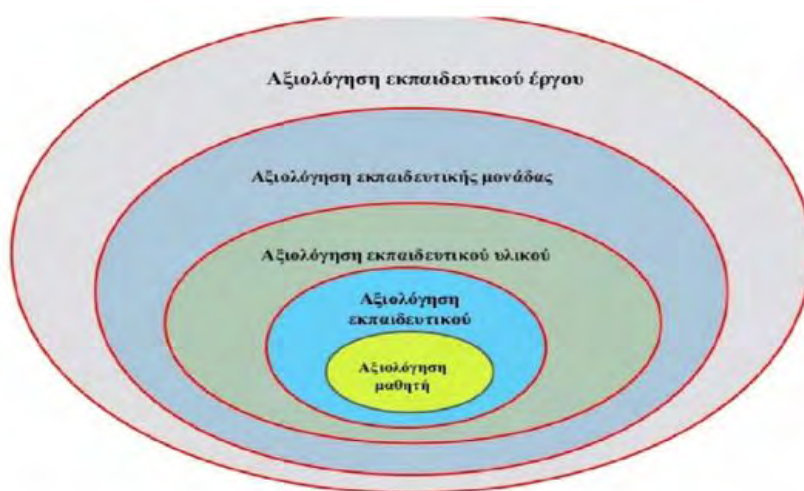 Αξιολόγηση εκπαιδευτικού έργου
Αξιολόγηση εκπαιδευτικής μονάδας
Αξιολόγηση εκπαιδευτικού υλικού
Αξιολόγηση
εκπαιδευτικού
Αξιολόγηση
μαθητή